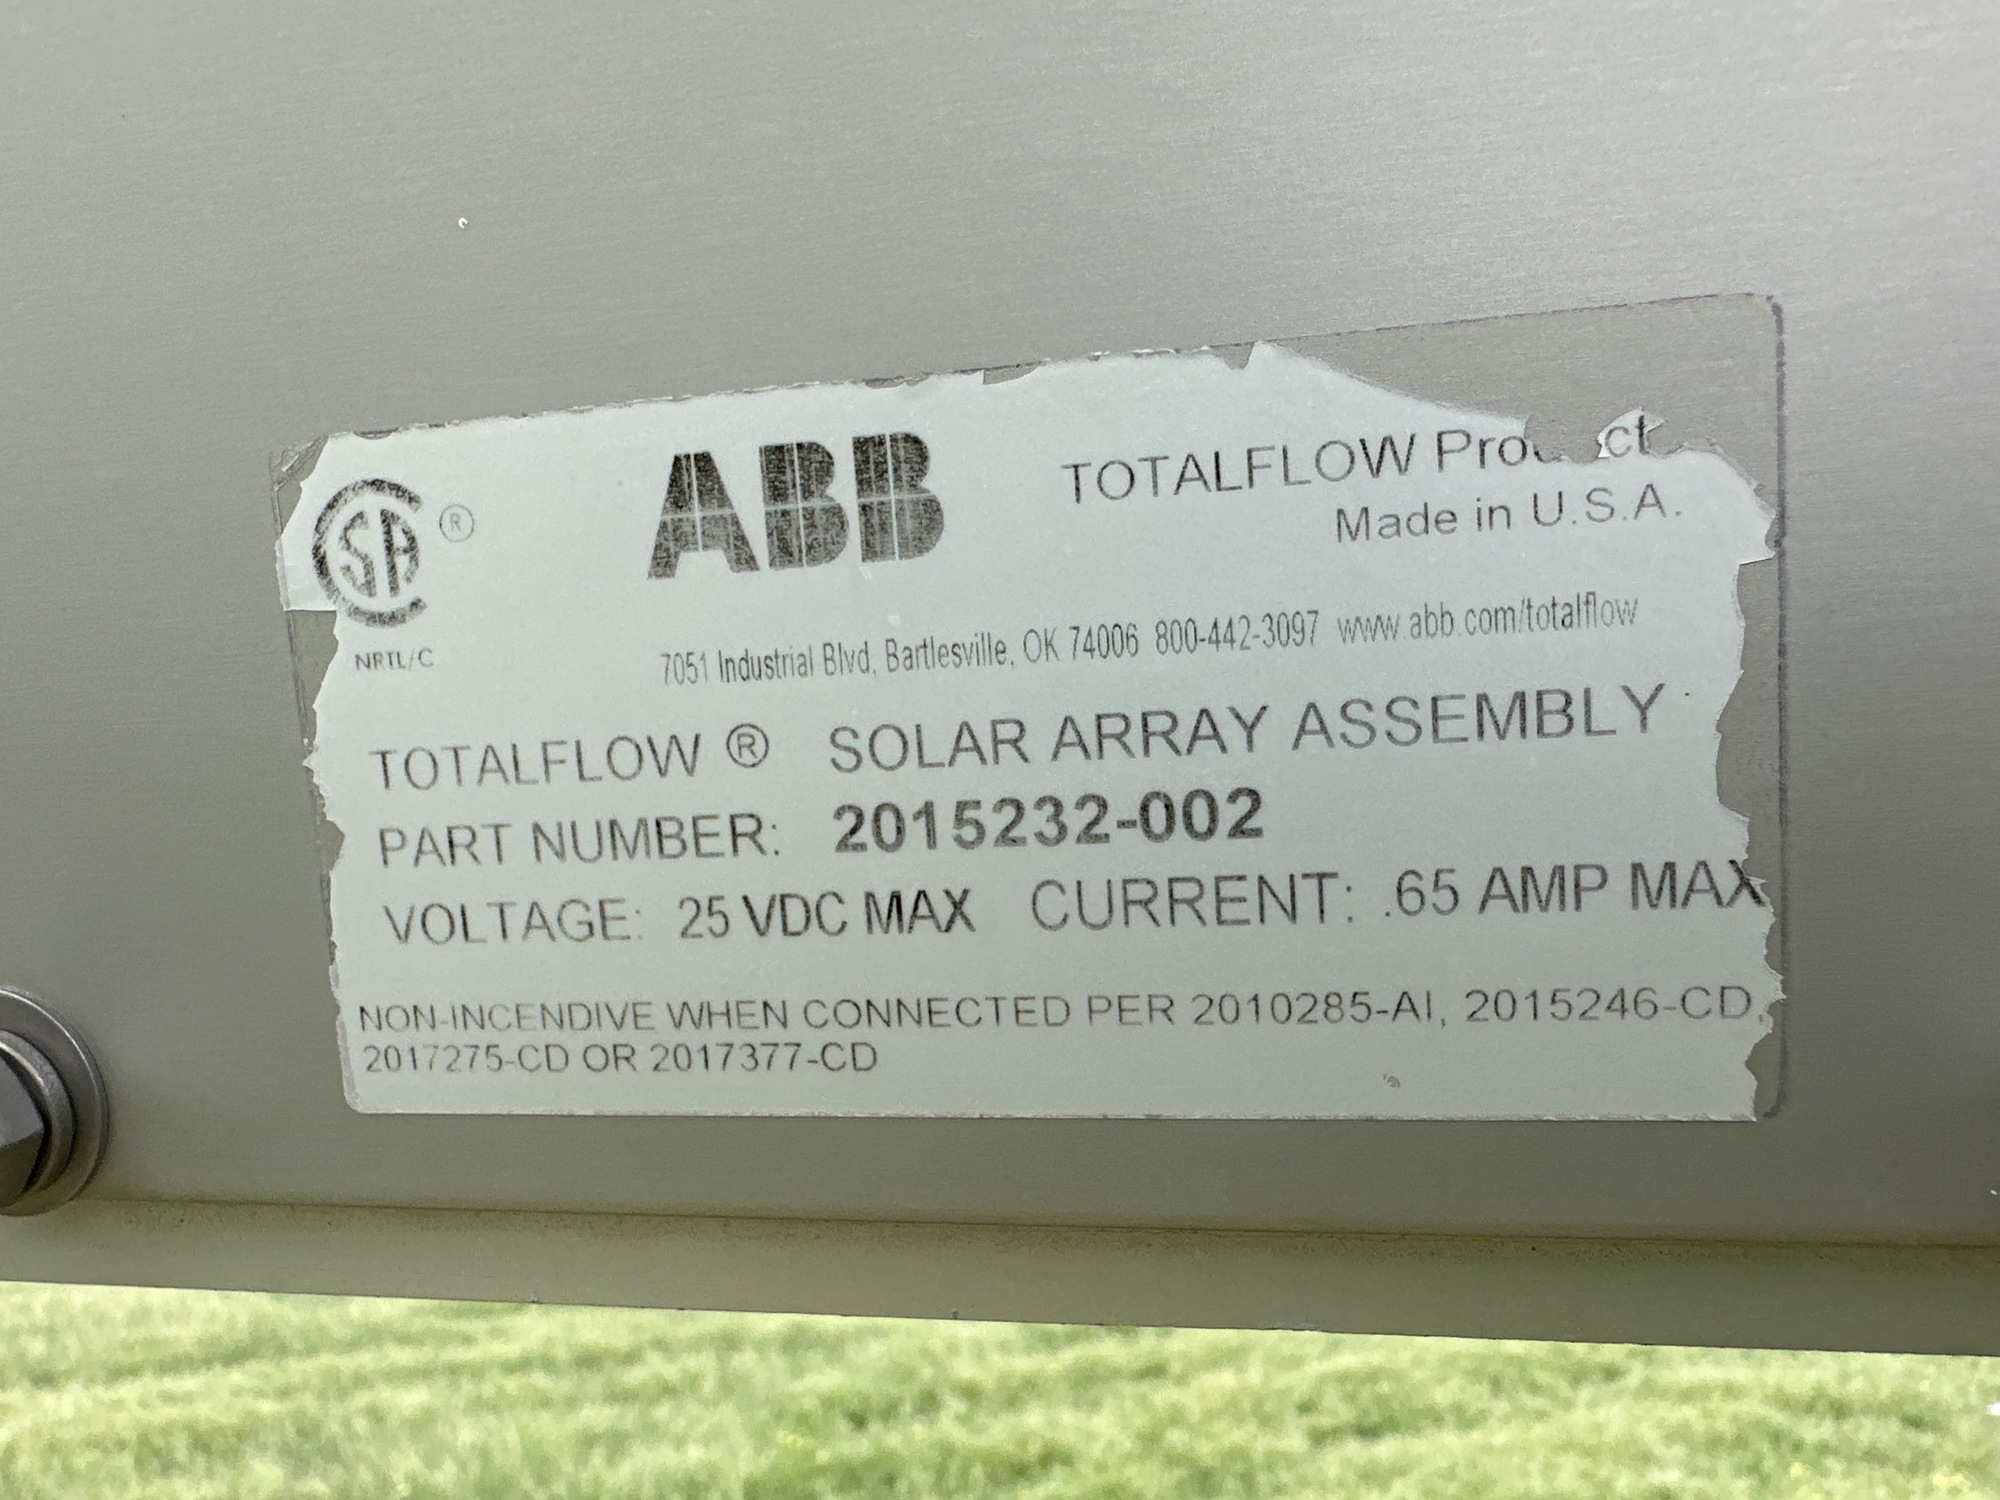 CSA ®
NRTL/C
ABB
TOTALFLOW Product
Made in U.S.A.
7051 Industrial Blvd, Bartlesville, OK 74006 800-442-3097 www.abb.com/totalflow
TOTALFLOW ® SOLAR ARRAY ASSEMBLY
PART NUMBER: 2015232-002
VOLTAGE: 25 VDC MAX CURRENT: .65 AMP MAX
NON-INCENDIVE WHEN CONNECTED PER 2010285-AI, 2015246-CD,
2017275-CD OR 2017377-CD